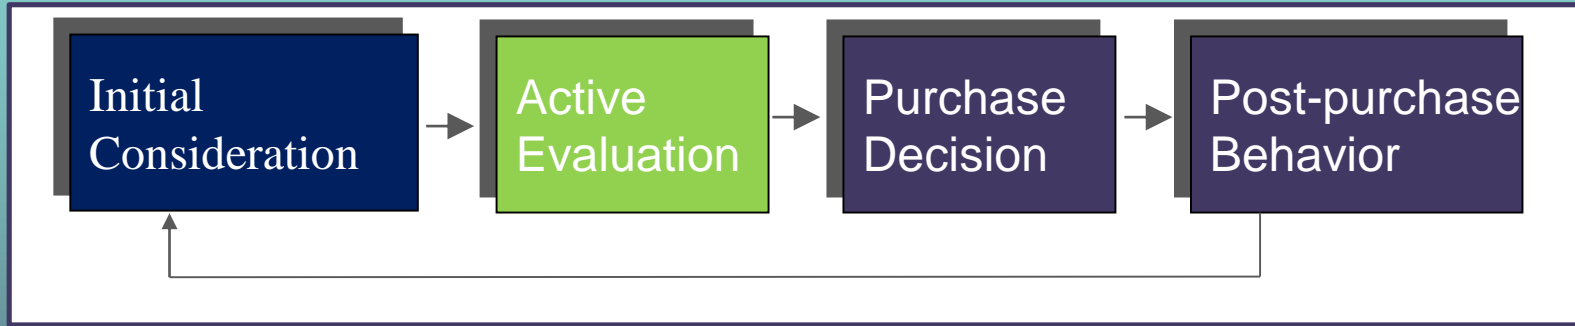 Initial
Consideration
Active
Evaluation
Purchase
Decision
Post-purchase
Behavior